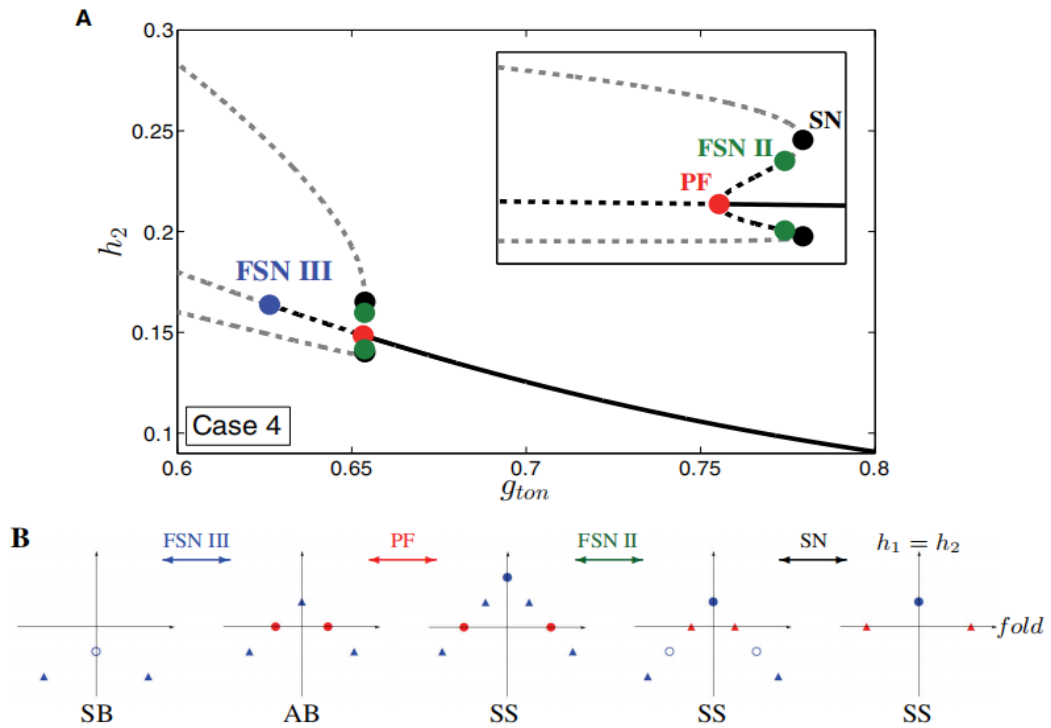 A
0.3
0.25
0.2
0.15
0.1
h₂
SN
FSN II
PF
FSN III
Case 4
0.6 0.65 0.7 0.75 0.8
g_{ton}
B FSN III PF FSN II SN h₁ = h₂
fold
SB AB SS SS SS